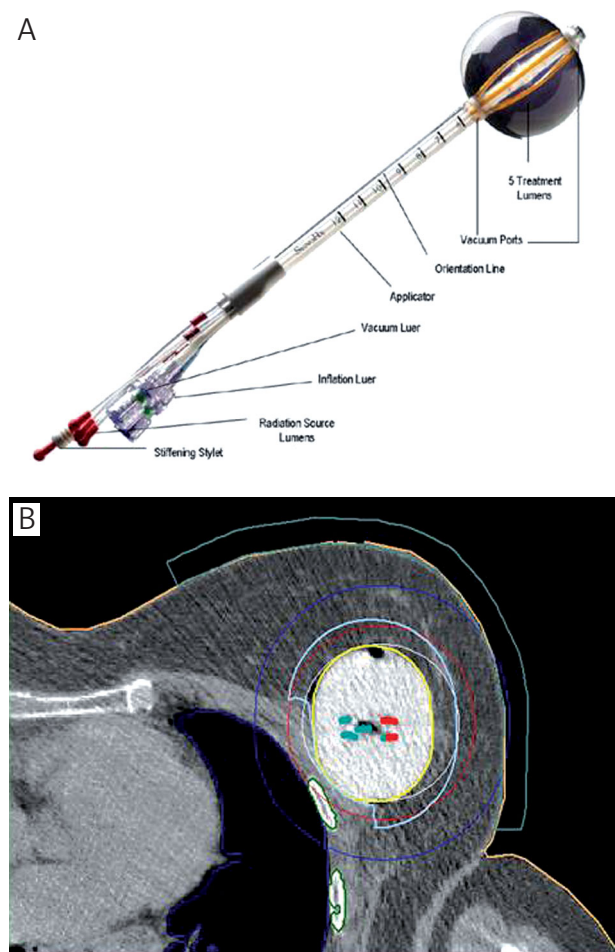 A
5 Treatment
Lumens
Vacuum Ports
Orientation Line
Applicator
Vacuum Luer
Inflation Luer
Radiation Source
Lumens
Stiffening Stylet
B